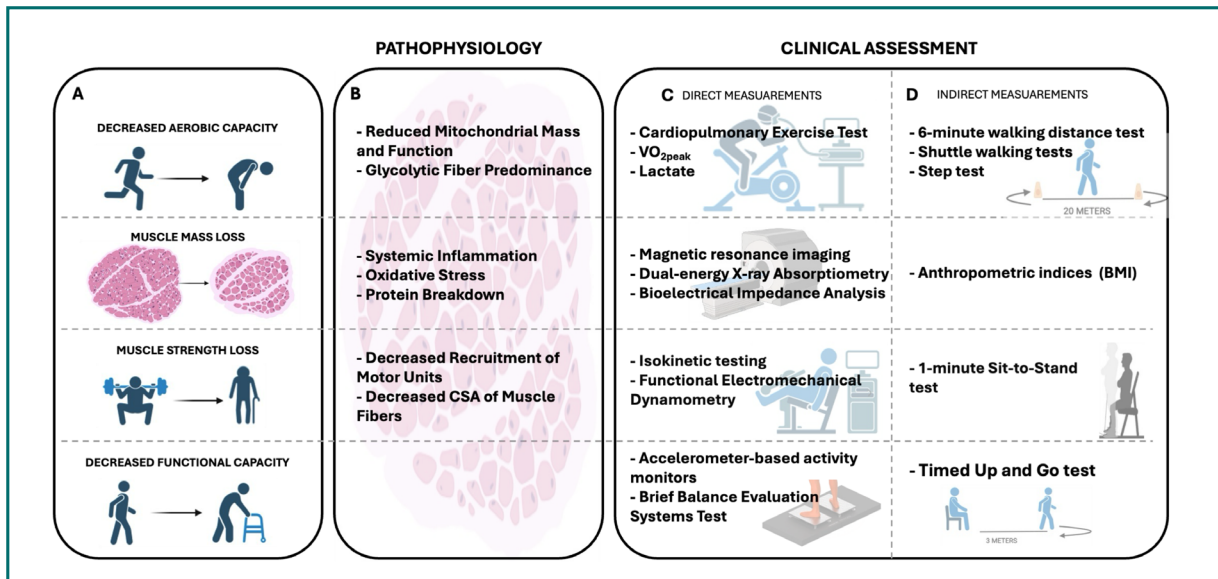 PATHOPHYSIOLOGY
CLINICAL ASSESSMENT
A
DECREASED AEROBIC CAPACITY
MUSCLE MASS LOSS
MUSCLE STRENGTH LOSS
DECREASED FUNCTIONAL CAPACITY
B
- Reduced Mitochondrial Mass
and Function
- Glycolytic Fiber Predominance
- Systemic Inflammation
- Oxidative Stress
- Protein Breakdown
- Decreased Recruitment of
Motor Units
- Decreased CSA of Muscle
Fibers
C DIRECT MEASUAREMENTS
- Cardiopulmonary Exercise Test
- VO2peak
- Lactate
- Magnetic resonance imaging
- Dual-energy X-ray Absorptiometry
- Bioelectrical Impedance Analysis
- Isokinetic testing
- Functional Electromechanical
Dynamometry
- Accelerometer-based activity
monitors
- Brief Balance Evaluation
Systems Test
D INDIRECT MEASUREMENTS
- 6-minute walking distance test
- Shuttle walking tests
- Step test
20 METERS
- Anthropometric indices (BMI)
- 1-minute Sit-to-Stand
test
- Timed Up and Go test
3 METERS